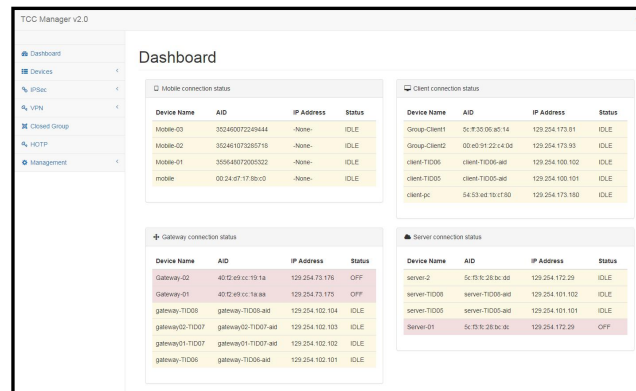 TCC Manager v2.0
Dashboard
Devices
IPSec
VPN
Closed Group
HOTP
Management
Dashboard
Mobile connection status
Device Name AID IP Address Status
Mobile-03 352460072249444 -None- IDLE
Mobile-02 352461073285718 -None- IDLE
Mobile-01 355646072005322 -None- IDLE
mobile 00:24:d7:17:8b:c0 -None- IDLE
Client connection status
Device Name AID IP Address Status
Group-Client1 5c:ff:35:06:a5:14 129.254.173.81 IDLE
Group-Client2 00:e0:91:22:c4:0d 129.254.173.93 IDLE
client-TID06 client-TID06-aid 129.254.100.102 IDLE
client-TID05 client-TID05-aid 129.254.100.101 IDLE
client-pc 54:53:ed:1b:cf:80 129.254.173.180 IDLE
Gateway connection status
Device Name AID IP Address Status
Gateway-02 40:f2:e9:cc:19:1a 129.254.73.176 OFF
Gateway-01 40:f2:e9:cc:1a:aa 129.254.73.175 OFF
gateway-TID08 gateway-TID08-aid 129.254.102.104 IDLE
gateway02-TID07 gateway02-TID07-aid 129.254.102.103 IDLE
gateway01-TID07 gateway01-TID07-aid 129.254.102.102 IDLE
gateway-TID06 gateway-TID06-aid 129.254.102.101 IDLE
Server connection status
Device Name AID IP Address Status
server-2 5c:f3:fc:28:bc:dd 129.254.172.29 IDLE
server-TID08 server-TID08-aid 129.254.101.102 IDLE
server-TID05 server-TID05-aid 129.254.101.101 IDLE
Server-01 5c:f3:fc:28:bc:dc 129.254.172.29 OFF